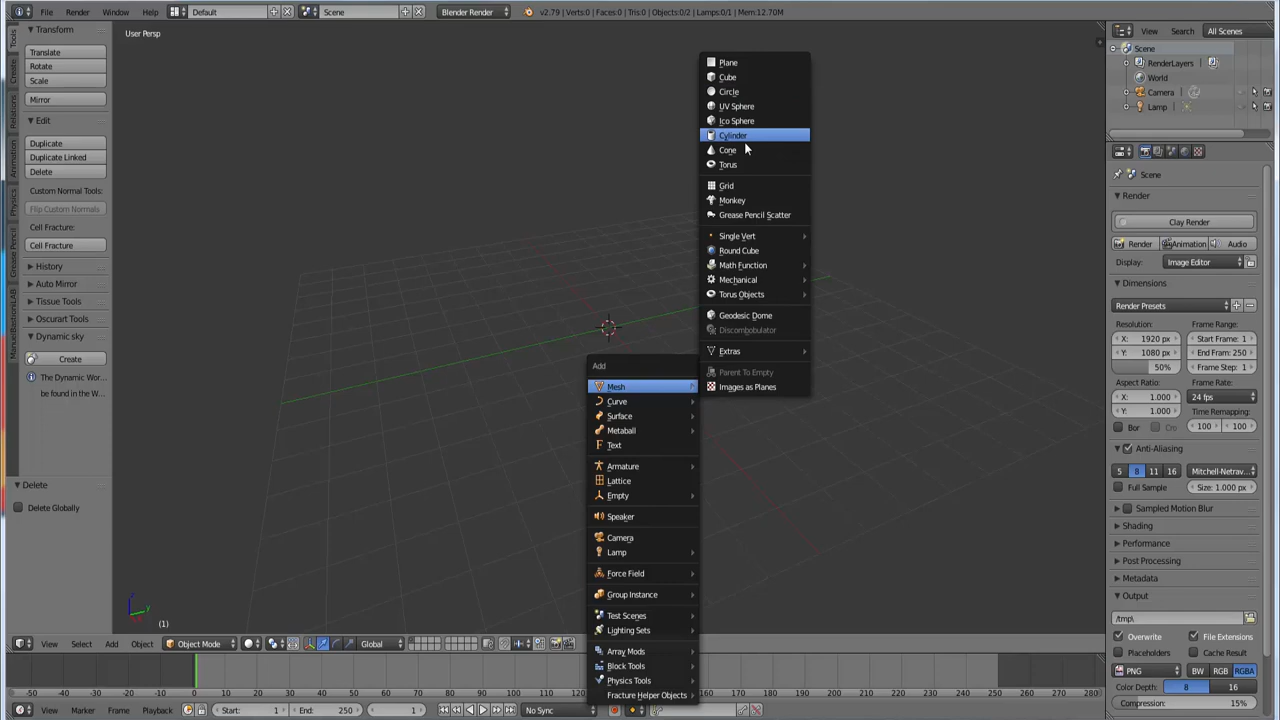 File Render Window Help Default Scene Blender Render v2.79 | Verts:0 | Faces:0 | Tris:0 | Objects:0/2 | Lamps:0/1 | Mem:12.70M
User Persp
Tools
Create
Relations
Physics
Grease Pencil
ManuelBastioniLAB
Transform
Translate
Rotate
Scale
Mirror
Edit
Duplicate
Duplicate Linked
Delete
Custom Normal Tools:
Flip Custom Normals
Cell Fracture:
Cell Fracture
History
Auto Mirror
Tissue Tools
Oscurart Tools
Dynamic sky
Create
The Dynamic Wor..
be found in the W..
Delete
Delete Globally
Plane
Cube
Circle
UV Sphere
Ico Sphere
Cylinder
Cone
Torus
Grid
Monkey
Grease Pencil Scatter
Single Vert
Round Cube
Math Function
Mechanical
Torus Objects
Geodesic Dome
Discombobulator
Extras
Parent To Empty
Images as Planes
Add
Mesh
Curve
Surface
Metaball
Text
Armature
Lattice
Empty
Speaker
Camera
Lamp
Force Field
Group Instance
Test Scenes
Lighting Sets
Array Mods
Block Tools
Physics Tools
Fracture Helper Objects
(1)
View Select Add Object Object Mode Global
-50 -40 -30 -20 -10 0 10 20 30 40 50 60 70 80 90 100 110 120 130 140 150 160 170 180 190 200 210 220 230 240 250 260 270 280
View Marker Frame Playback Start: 1 End: 250 1 No Sync
View Search All Scenes
Scene
RenderLayers
World
Camera
Lamp
Scene
Render
Clay Render
Render Animation Audio
Display: Image Editor
Dimensions
Render Presets
Resolution: Frame Range:
X: 1920 px Start Frame: 1
Y: 1080 px End Fram: 250
50% Frame Step: 1
Aspect Ratio: Frame Rate:
X: 1.000 24 fps
Y: 1.000 Time Remapping:
Bor Cro 100 100
Anti-Aliasing
5 8 11 16 Mitchell-Netrav...
Full Sample Size: 1.000 px
Sampled Motion Blur
Shading
Performance
Post Processing
Metadata
Output
/tmp\
Overwrite File Extensions
Placeholders Cache Result
PNG BW RGB RGBA
Color Depth: 8 16
Compression: 15%